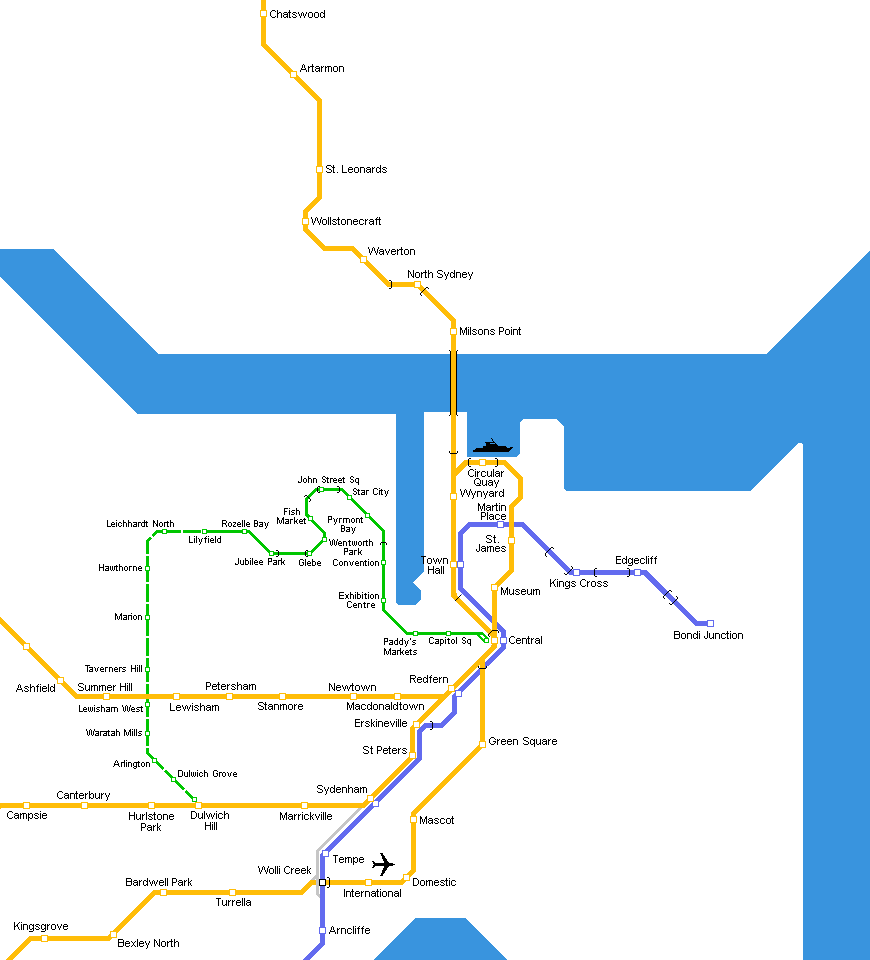 Chatswood
Artarmon
St. Leonards
Wollstonecraft
Waverton
North Sydney
Milsons Point
Circular
Quay
Wynyard
Martin
Place
St.
James
Town
Hall
Museum
Central
Kings Cross
Edgecliff
Bondi Junction
John Street Sq
Star City
Fish
Market
Pyrmont
Bay
Wentworth
Park
Convention
Glebe
Jubilee Park
Rozelle Bay
Lilyfield
Leichhardt North
Hawthorne
Marion
Exhibition
Centre
Paddy's
Markets
Capitol Sq
Taverners Hill
Lewisham West
Waratah Mills
Arlington
Dulwich Grove
Ashfield
Summer Hill
Lewisham
Petersham
Stanmore
Newtown
Macdonaldtown
Redfern
Erskineville
St Peters
Green Square
Sydenham
Campsie
Canterbury
Hurlstone
Park
Dulwich
Hill
Marrickville
Mascot
Tempe
Wolli Creek
International
Domestic
Bardwell Park
Turrella
Kingsgrove
Bexley North
Arncliffe